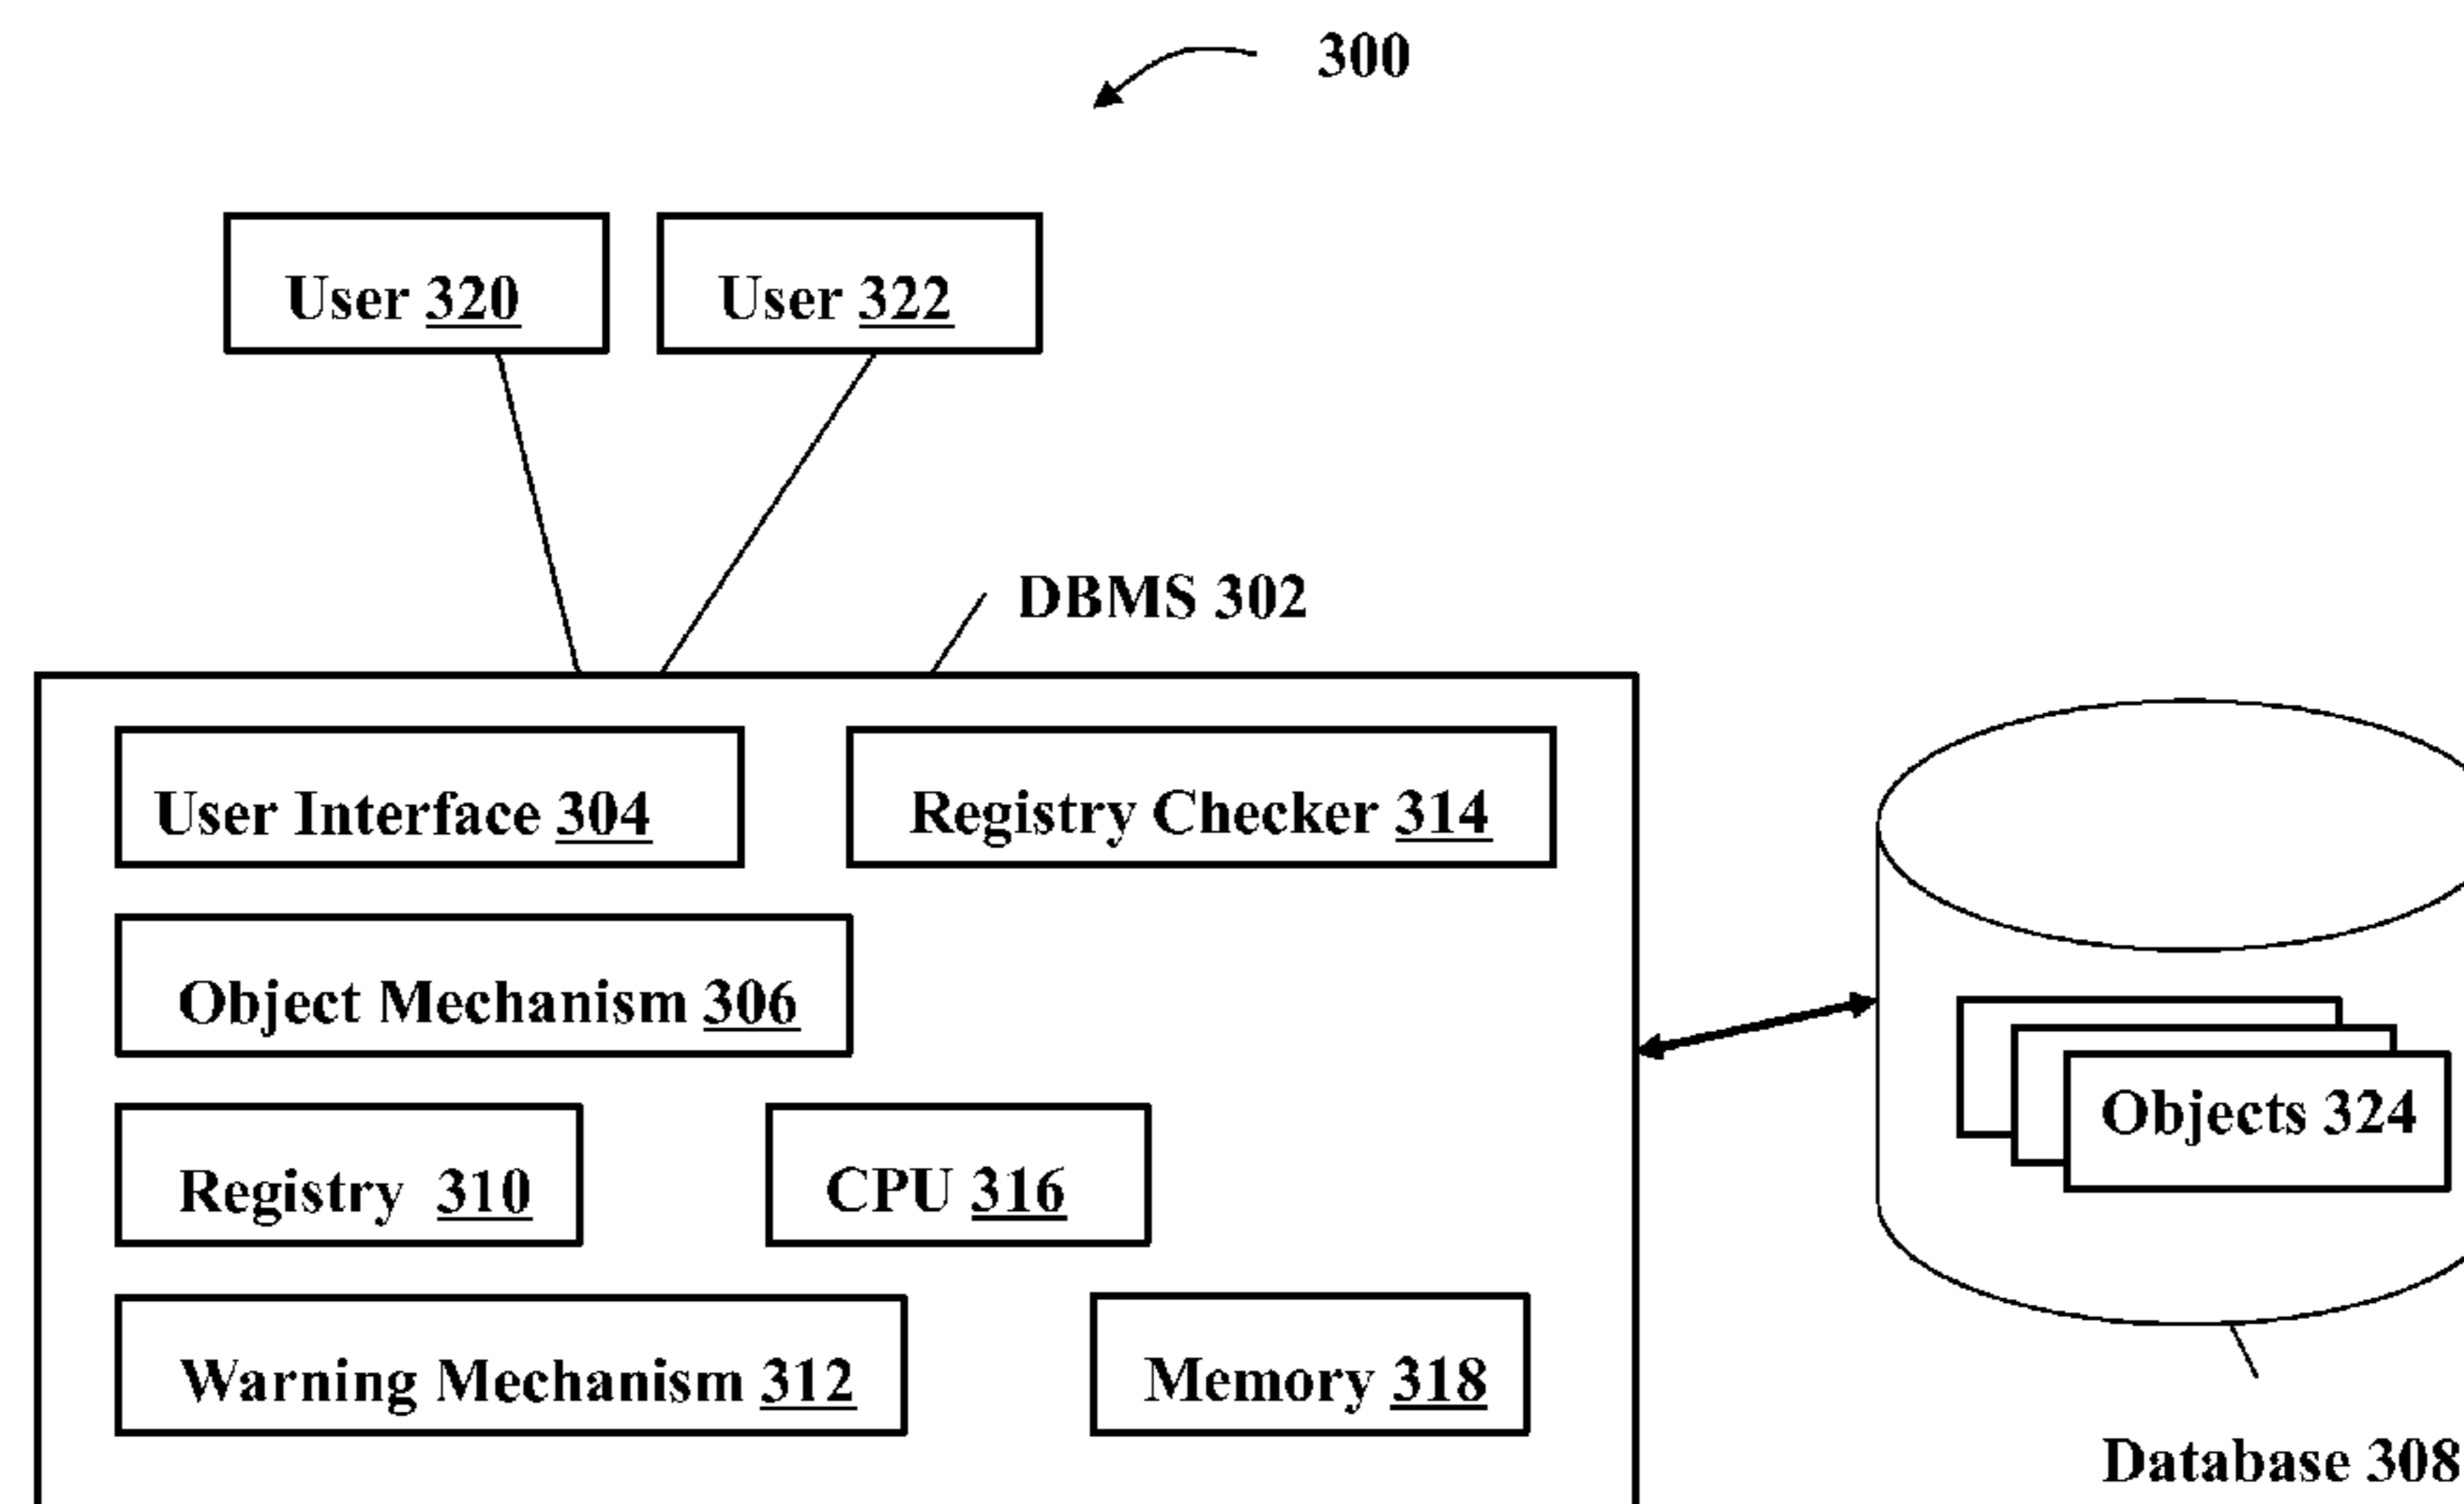 300
User 320
User 322
DBMS 302
User Interface 304
Registry Checker 314
Object Mechanism 306
Registry 310
CPU 316
Warning Mechanism 312
Memory 318
Objects 324
Database 308